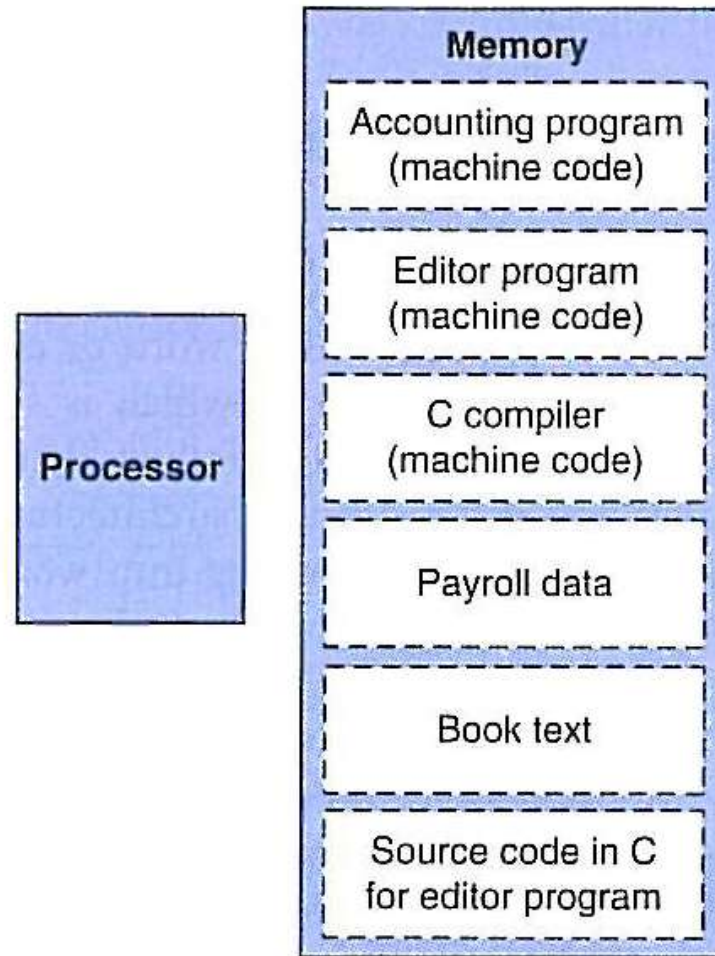 Memory
Accounting program
(machine code)
Editor program
(machine code)
C compiler
(machine code)
Processor
Payroll data
Book text
Source code in C
for editor program